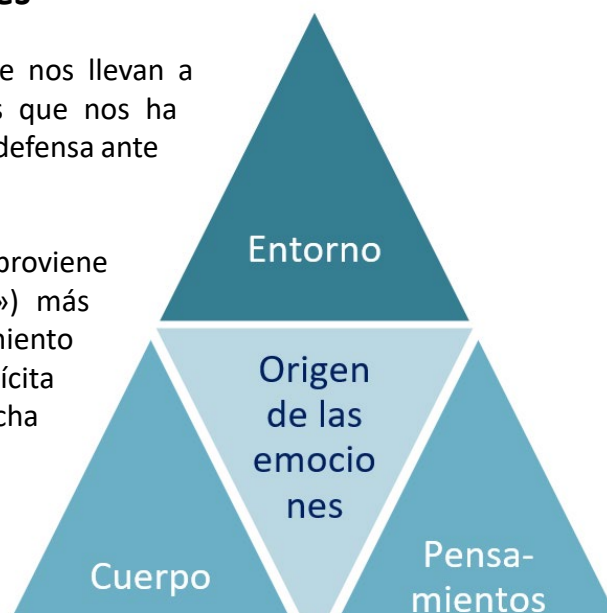 e nos llevan a
s que nos ha
defensa ante
proviene
») más
miento
ícita
cha
Entorno
Origen
de las
emocio
nes
Cuerpo
Pensa-
mientos